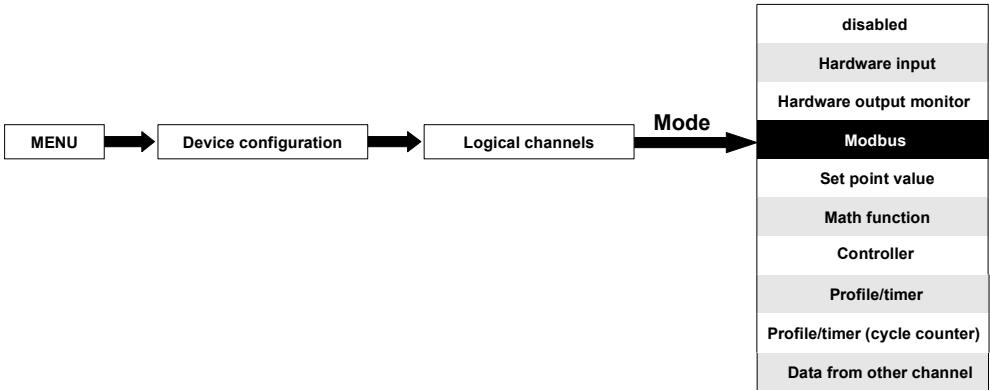 MENU
Device configuration
Logical channels
Mode
disabled
Hardware input
Hardware output monitor
Modbus
Set point value
Math function
Controller
Profile/timer
Profile/timer (cycle counter)
Data from other channel